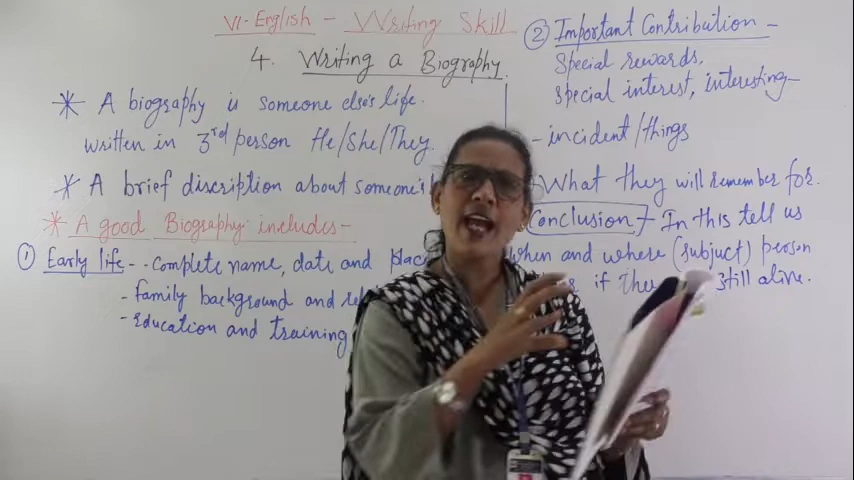 VI-English - Writing Skill
4. Writing a Biography
* A biography is someone else's life.
written in 3rd person He/She/They.
* A brief discription about someone's
* A good Biography includes -
① Early life - - Complete name, date and
- family background and
- Education and training
② Important Contribution -
Special rewards,
Special interest, interesting
- incident/things
What they will remember for.
Conclusion - In this tell us
when and where (subject) person
if still alive.